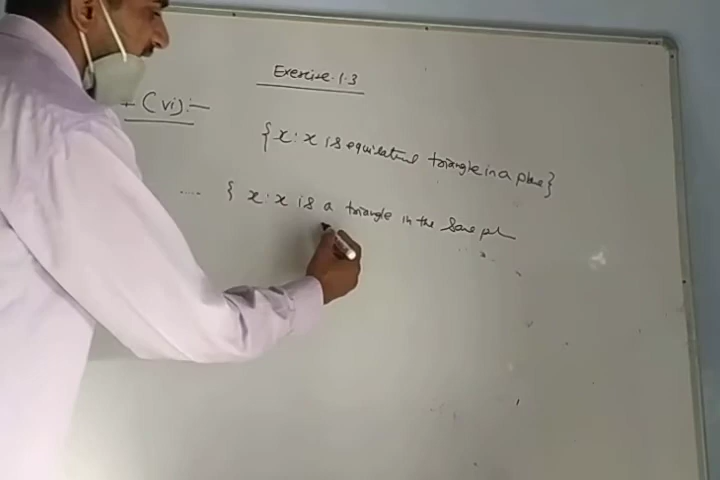 Exercise.1.3
(vi):-
{x: x is equilateral triangle in a plane}
.... { x: x is a triangle in the same pl